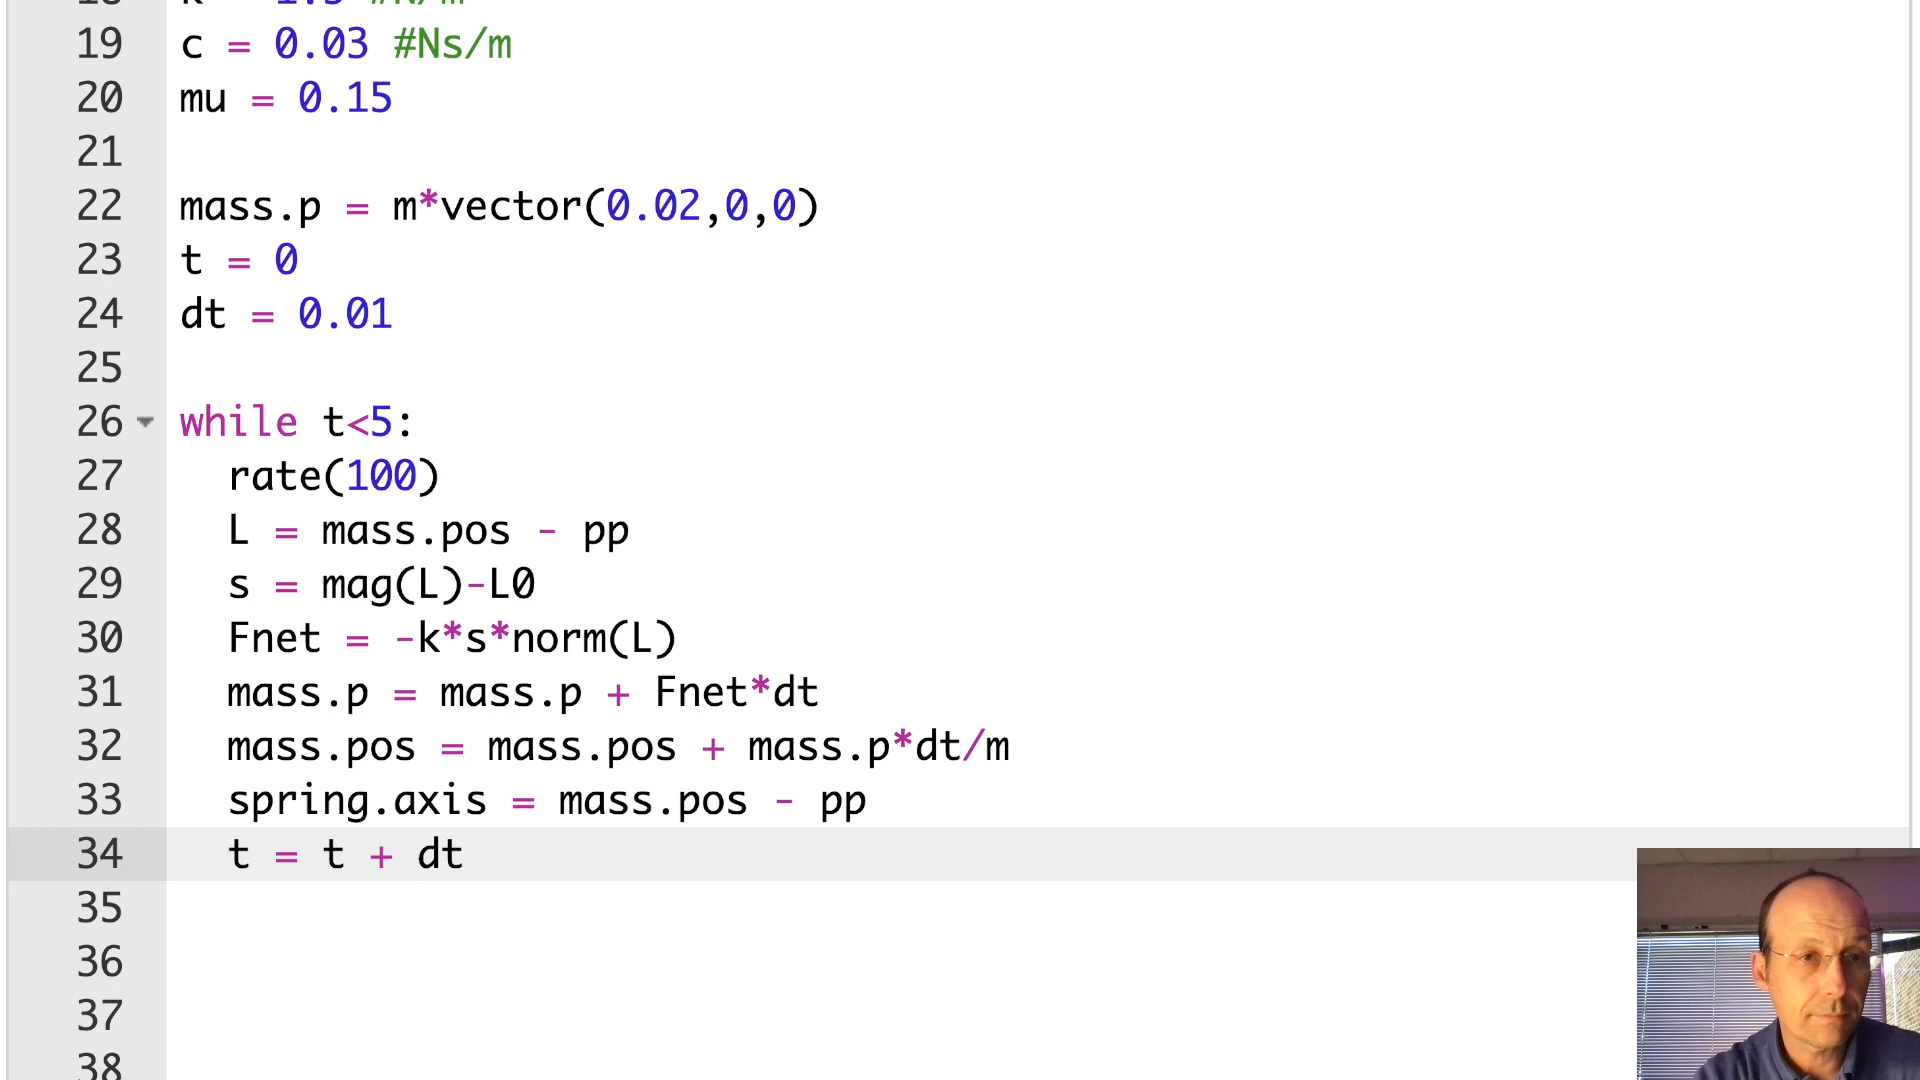 19 c = 0.03 #Ns/m
20 mu = 0.15
21
22 mass.p = m*vector(0.02,0,0)
23 t = 0
24 dt = 0.01
25
26 while t<5:
27 rate(100)
28 L = mass.pos - pp
29 s = mag(L)-L0
30 Fnet = -k*s*norm(L)
31 mass.p = mass.p + Fnet*dt
32 mass.pos = mass.pos + mass.p*dt/m
33 spring.axis = mass.pos - pp
34 t = t + dt
35
36
37
38